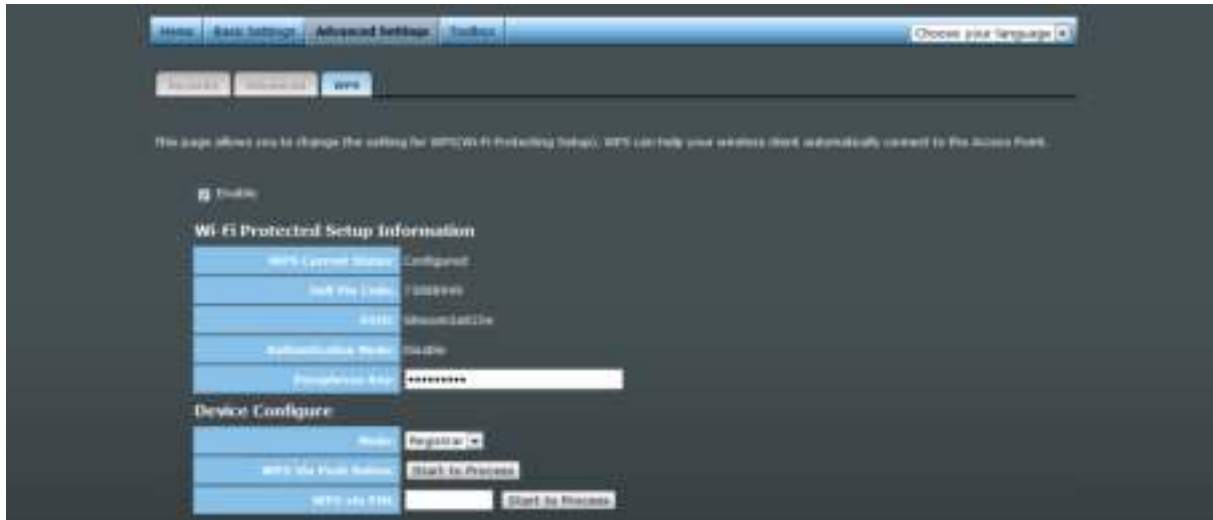 Home Basic Settings Advanced Settings Toolbox Choose your language
WPS
This page allows you to change the setting for WPS(Wi-Fi Protecting Setup). WPS can help your wireless client automatically connect to the Access Point.
Enable
Wi-Fi Protected Setup Information
WPS Current Status: Configured
Self Pin Code:
SSID:
Authentication Mode: Disable
Passphrase Key: •••••••••
Device Configure
Mode: Registrar
WPS Via Push Button: Start to Process
WPS via PIN: Start to Process